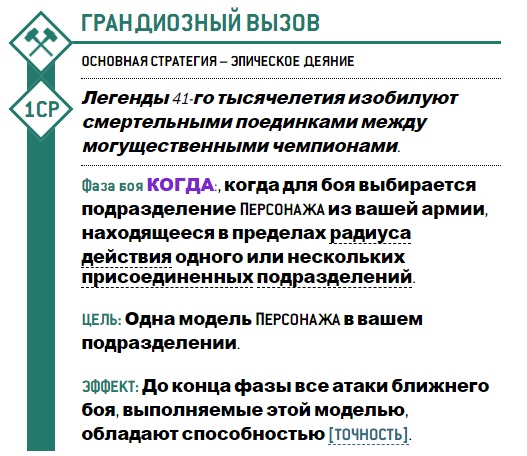 ГРАНДИОЗНЫЙ ВЫЗОВ
ОСНОВНАЯ СТРАТЕГИЯ – ЭПИЧЕСКОЕ ДЕЯНИЕ
1CP
Легенды 41-го тысячелетия изобилуют
смертельными поединками между
могущественными чемпионами.
Фаза боя КОГДА:, когда для боя выбирается
подразделение ПЕРСОНАЖА из вашей армии,
находящееся в пределах радиуса
действия одного или нескольких
присоединенных подразделений.
ЦЕЛЬ: Одна модель ПЕРСОНАЖА в вашем
подразделении.
ЭФФЕКТ: До конца фазы все атаки ближнего
боя, выполняемые этой моделью,
обладают способностью [ТОЧНОСТЬ].